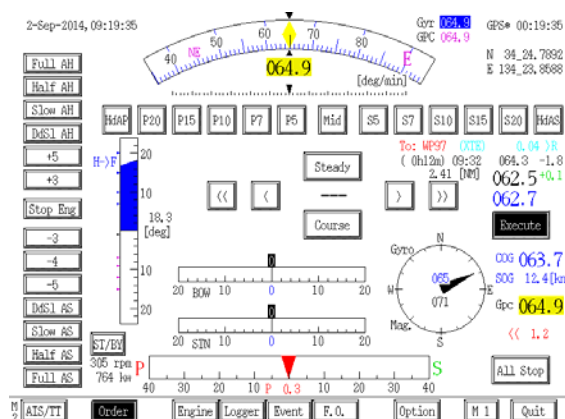 2-Sep-2014, 09:19:35
Gyr 064.9 GPS* 00:19:35
GPC 064.9
N 34_24.7892
E 134_23.8588
40 50 60 70 80
NE E
064.9
[deg/min]
Full AH
Half AH
Slow AH
DdSl AH
+5
+3
Stop Eng
-3
-4
-5
DdSl AS
Slow AS
Half AS
Full AS
HdAP P20 P15 P10 P7 P5 Mid S5 S7 S10 S15 S20 HdAS
To: WP97 (XTE) 0.04 >R
( 0h12m) 09:32 064.3 -1.8
2.41 [NM] 062.5 +0.1
062.7
Execute
H->F
20
10
18.3
[deg]
10
20
Steady
<< < --- > >>
Course
0
20 10 0 10 20
BOW
0
20 10 0 10 20
STN
Gyro N
W E
S
065
071
Mag.
COG 063.7
SOG 12.4[kn
Gpc 064.9
<< 1.2
ST/BY
305 rpm
764 kw
P S
40 30 20 10 P 0.3 10 20 30 40
All Stop
M
2
AIS/TT Order Engine Logger Event F.O. Option M 1 Quit